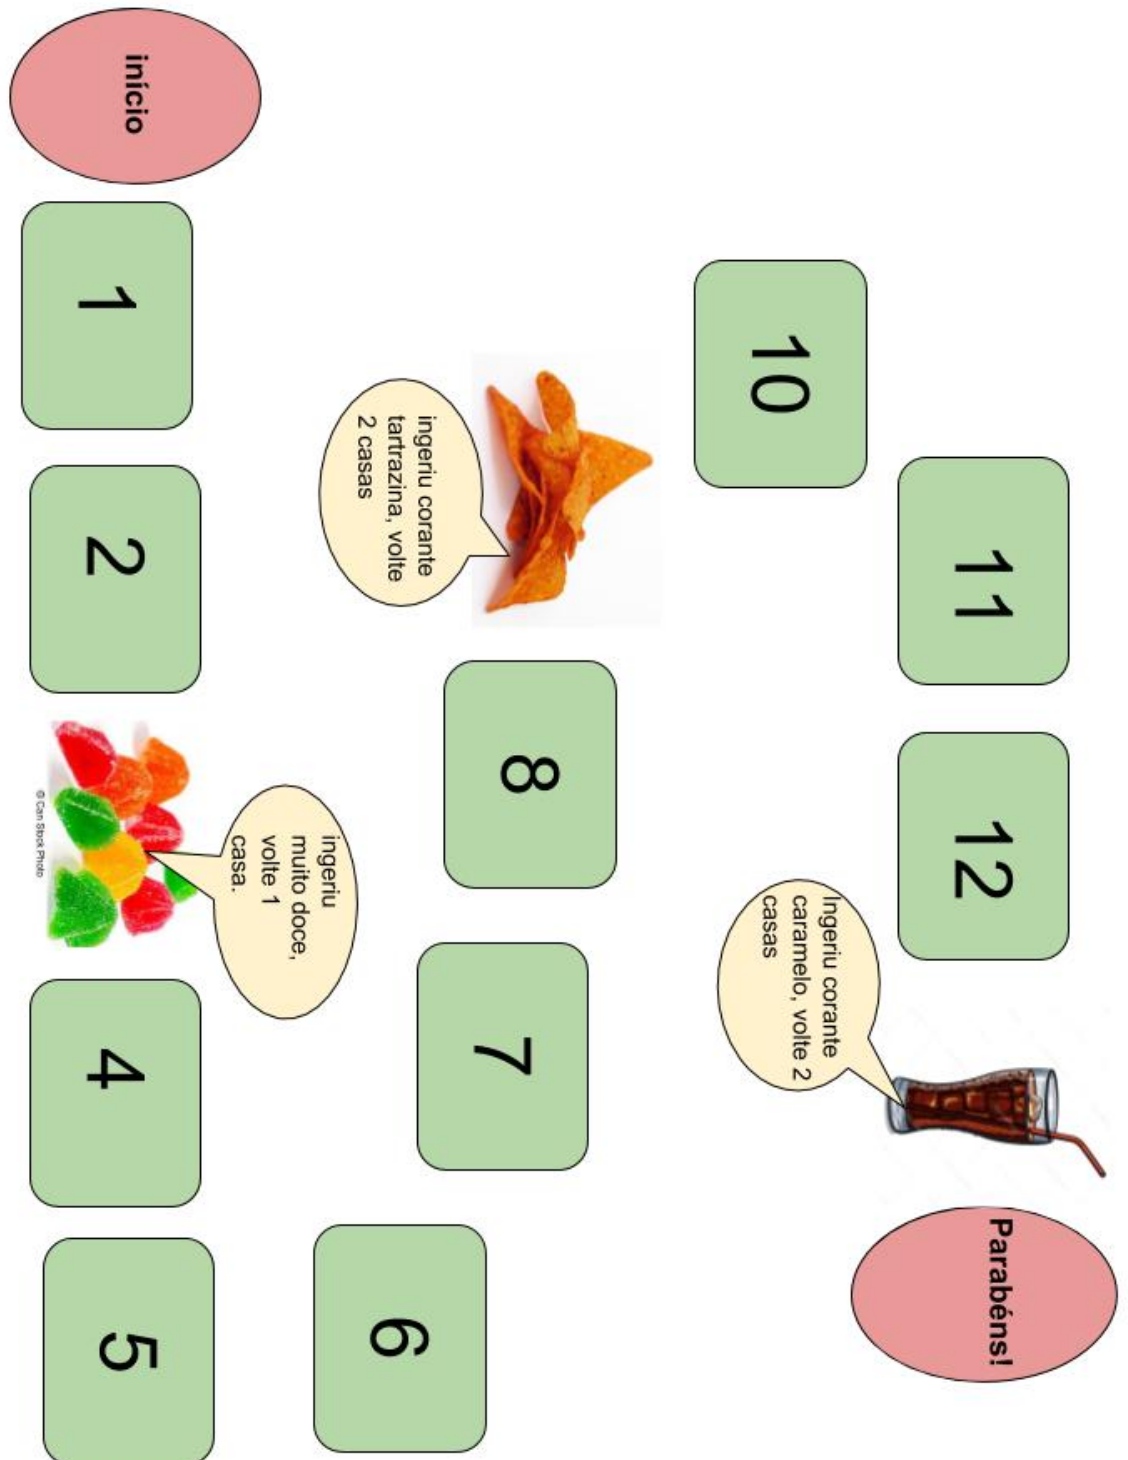 início
1
2
ingeriu
muito doce,
volte 1
casa.
© Can Stock Photo
4
5
6
7
8
ingeriu corante
tartrazina, volte
2 casas
10
11
12
Ingeriu corante
caramelo, volte 2
casas
Parabéns!